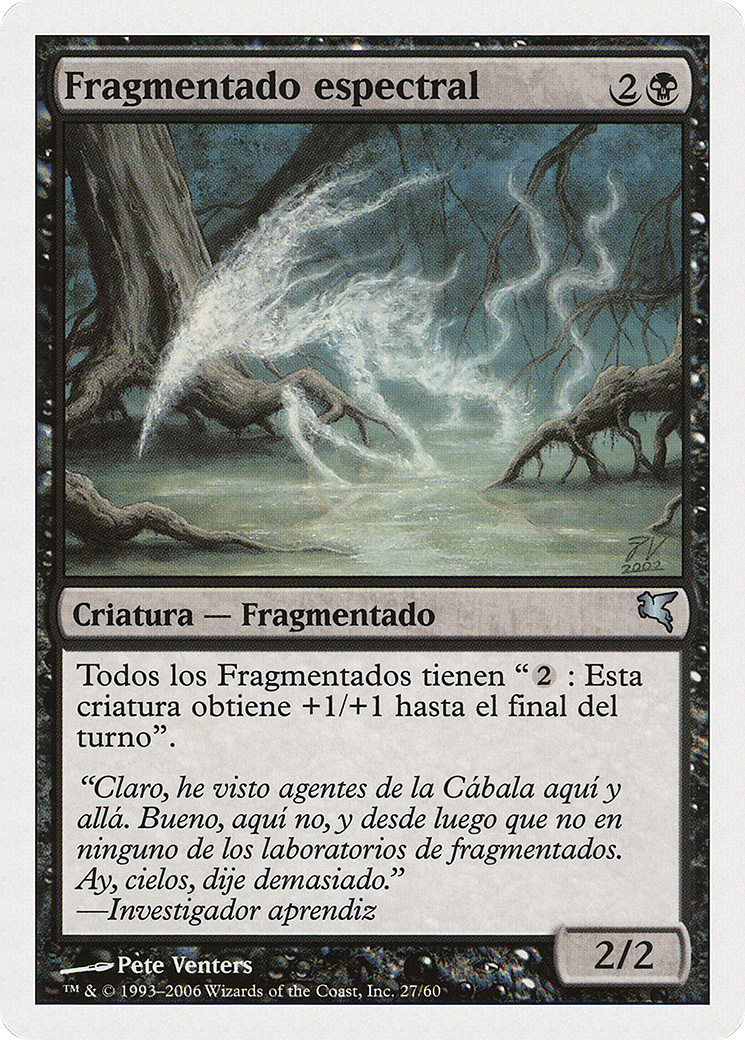 Fragmentado espectral 2
PV
2002
Criatura — Fragmentado
Todos los Fragmentados tienen “2 : Esta
criatura obtiene +1/+1 hasta el final del
turno”.
“Claro, he visto agentes de la Cábala aquí y
allá. Bueno, aquí no, y desde luego que no en
ninguno de los laboratorios de fragmentados.
Ay, cielos, dije demasiado.”
—Investigador aprendiz
2/2
Pete Venters
™ & © 1993–2006 Wizards of the Coast, Inc. 27/60